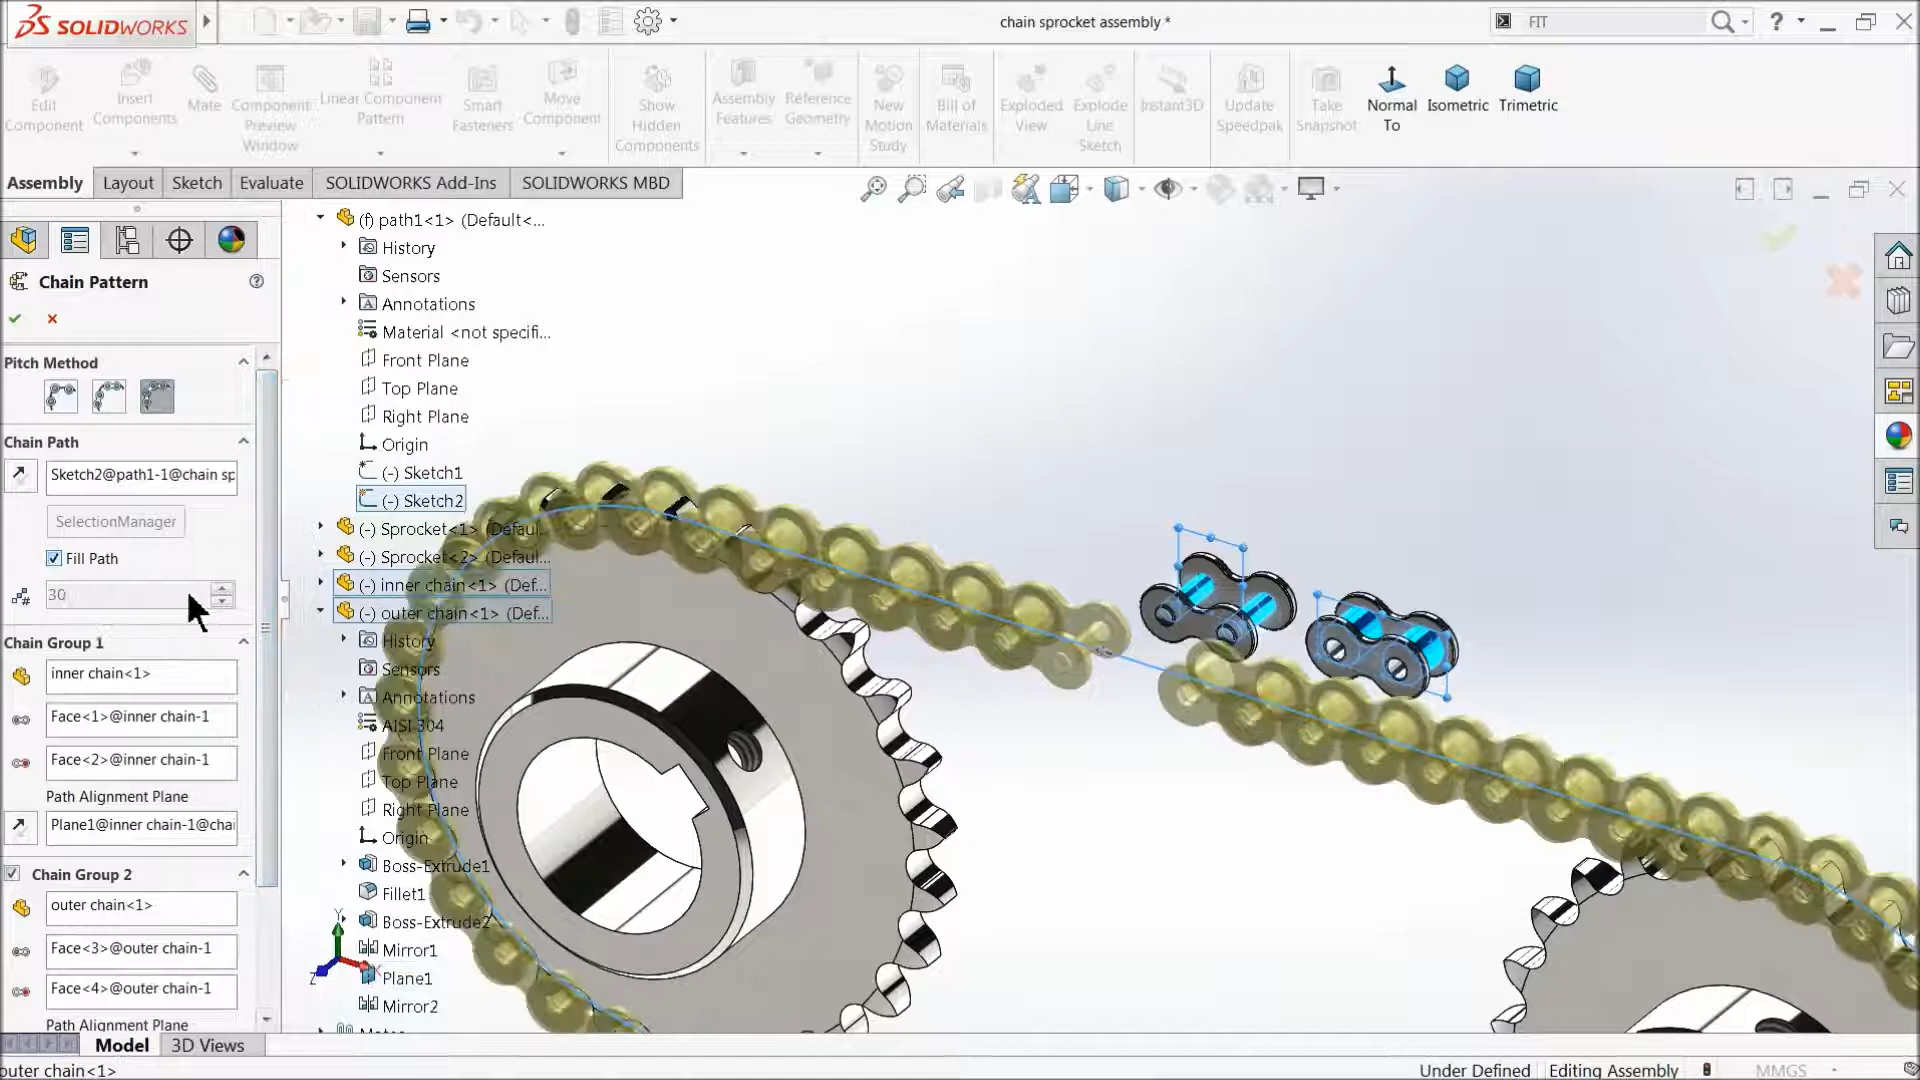 SOLIDWORKS
chain sprocket assembly *
FIT
Edit Component
Insert Components
Mate
Component Preview Window
Linear Component Pattern
Smart Fasteners
Move Component
Show Hidden Components
Assembly Features
Reference Geometry
New Motion Study
Bill of Materials
Exploded View
Explode Line Sketch
Instant3D
Update Speedpak
Take Snapshot
Normal To
Isometric
Trimetric
Assembly
Layout
Sketch
Evaluate
SOLIDWORKS Add-Ins
SOLIDWORKS MBD
Chain Pattern
Pitch Method
Chain Path
Sketch2@path1-1@chain sp
SelectionManager
Fill Path
30
Chain Group 1
inner chain<1>
Face<1>@inner chain-1
Face<2>@inner chain-1
Path Alignment Plane
Plane1@inner chain-1@chai
Chain Group 2
outer chain<1>
Face<3>@outer chain-1
Face<4>@outer chain-1
Path Alignment Plane
(f) path1<1> (Default<...
History
Sensors
Annotations
Material <not specifi...
Front Plane
Top Plane
Right Plane
Origin
(-) Sketch1
(-) Sketch2
(-) Sprocket<1> (Defaul...
(-) Sprocket<2> (Defaul...
(-) inner chain<1> (Def...
(-) outer chain<1> (Def...
History
Sensors
Annotations
AISI 304
Front Plane
Top Plane
Right Plane
Origin
Boss-Extrude1
Fillet1
Boss-Extrude2
Mirror1
Plane1
Mirror2
Y
Z
Model
3D Views
outer chain<1>
Under Defined
Editing Assembly
MMGS